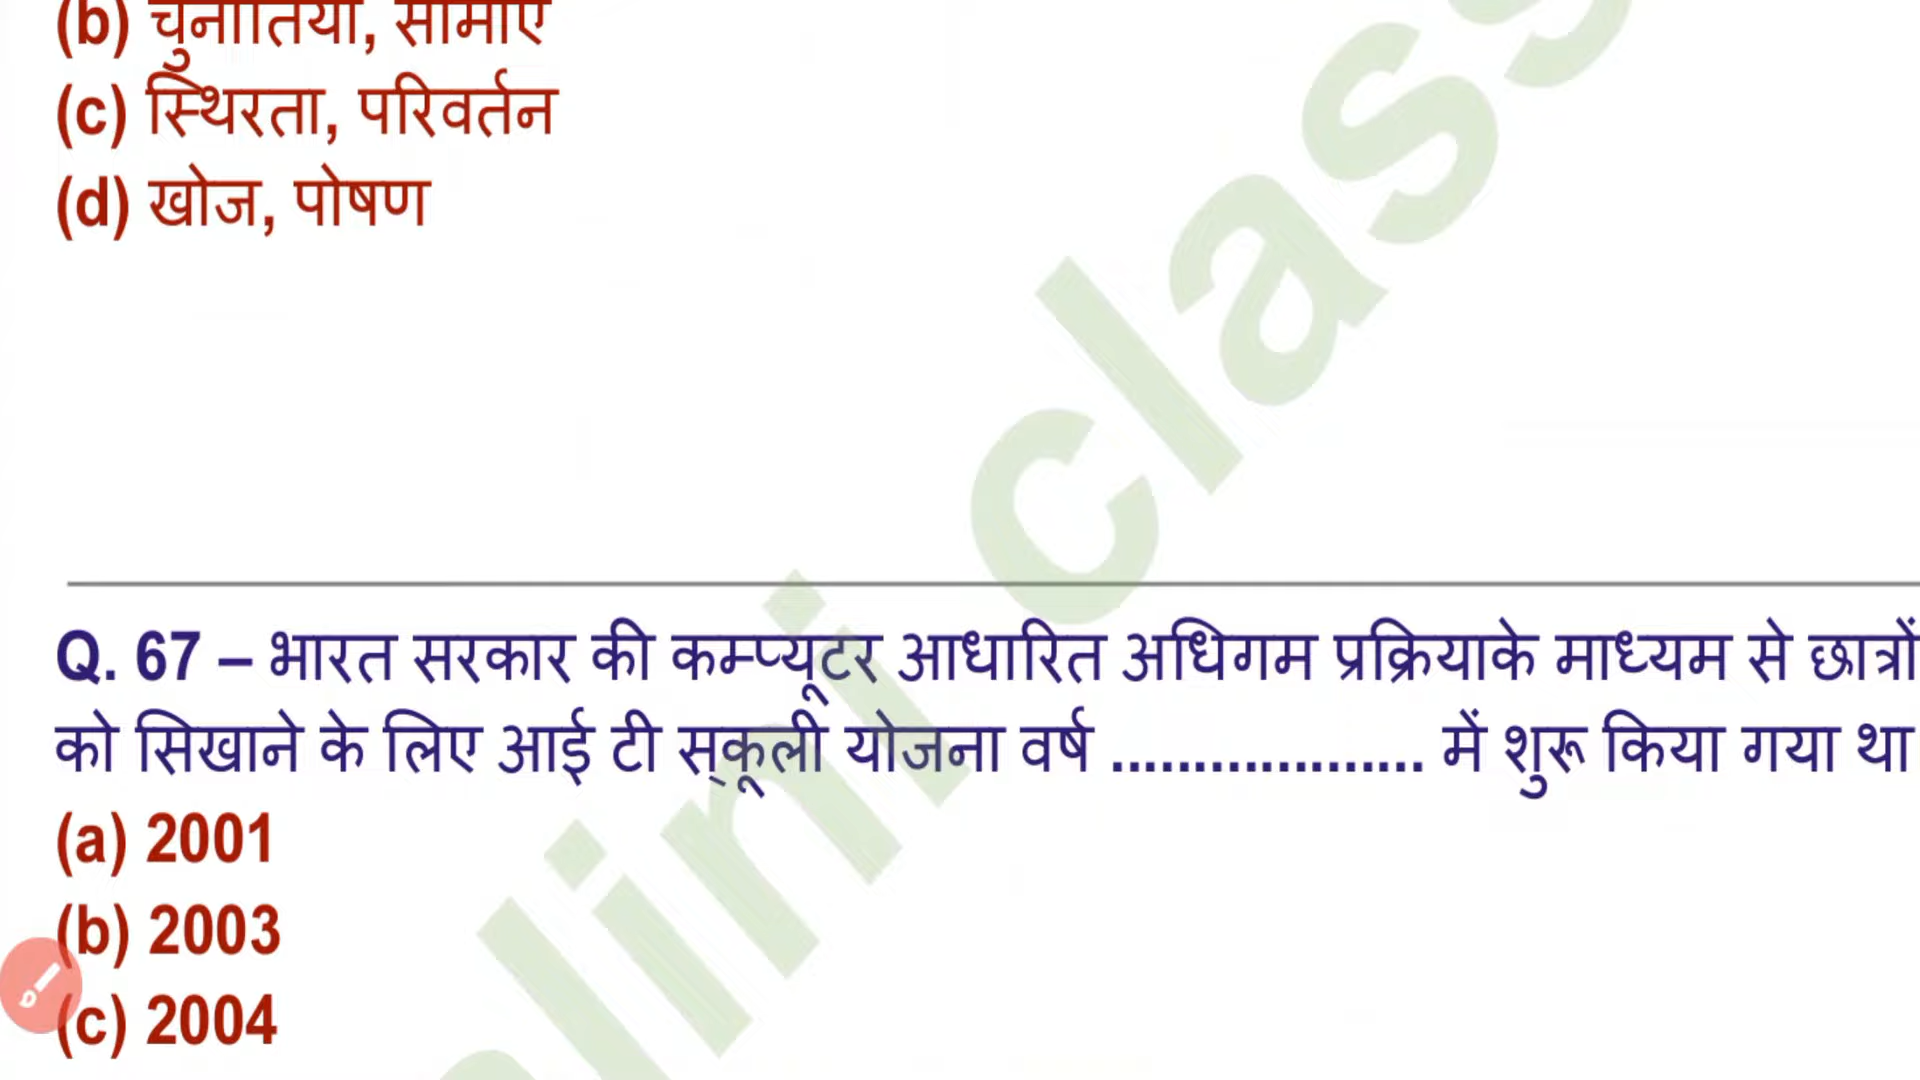 (b) चुनौतियां, सीमाएं
(c) स्थिरता, परिवर्तन
(d) खोज, पोषण
Q. 67 – भारत सरकार की कम्प्यूटर आधारित अधिगम प्रक्रियाके माध्यम से छात्रों
को सिखाने के लिए आई टी स्कूली योजना वर्ष ................... में शुरू किया गया था
(a) 2001
(b) 2003
(c) 2004